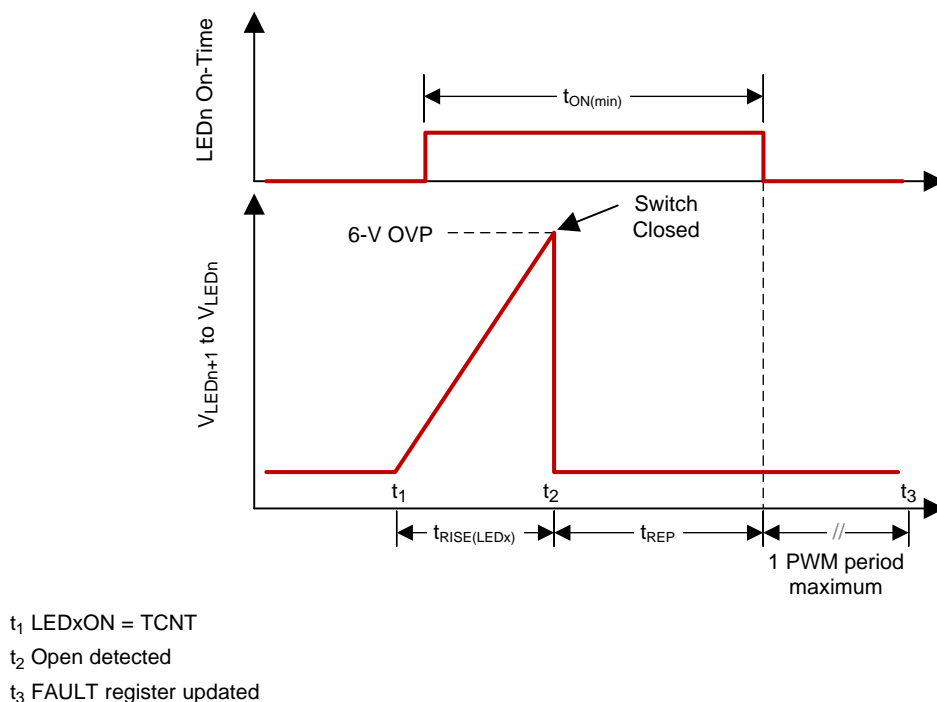 LEDn On-Time
tON(min)
VLEDn+1 to VLEDn
6-V OVP
Switch
Closed
t1
t2
t3
tRISE(LEDx)
tREP
//
1 PWM period
maximum
t1 LEDxON = TCNT
t2 Open detected
t3 FAULT register updated